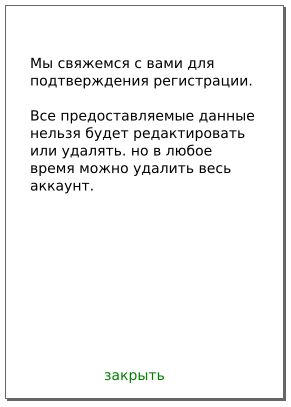 Мы свяжемся с вами для
подтверждения регистрации.
Все предоставляемые данные
нельзя будет редактировать
или удалять. но в любое
время можно удалить весь
аккаунт.
закрыть